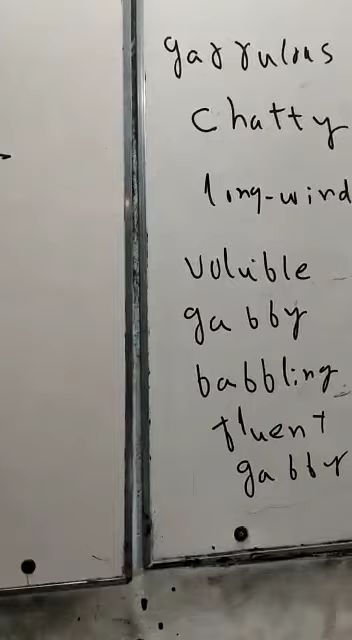 garrulous
chatty
long-wind
voluble
gabby
babbling
fluent
gabby